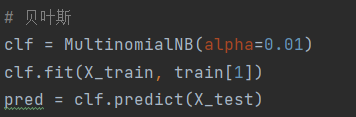 # 贝叶斯
clf = MultinomialNB(alpha=0.01)
clf.fit(X_train, train[1])
pred = clf.predict(X_test)